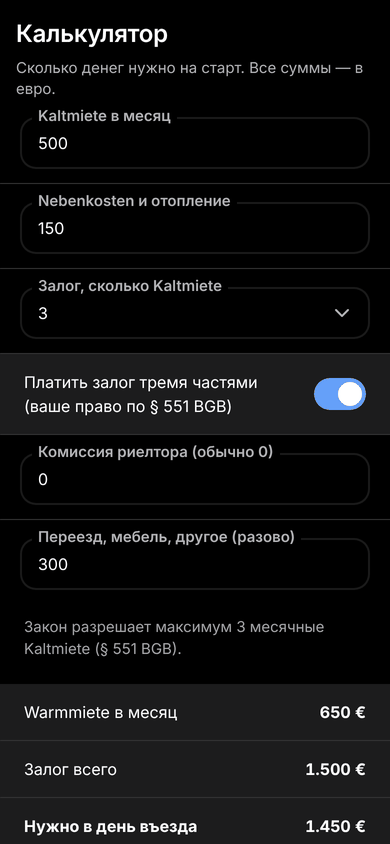 Калькулятор
Сколько денег нужно на старт. Все суммы — в
евро.
Kaltmiete в месяц
500
Nebenkosten и отопление
150
Залог, сколько Kaltmiete
3
Платить залог тремя частями
(ваше право по § 551 BGB)
Комиссия риелтора (обычно 0)
0
Переезд, мебель, другое (разово)
300
Закон разрешает максимум 3 месячные
Kaltmiete (§ 551 BGB).
Warmmiete в месяц 650 €
Залог всего 1.500 €
Нужно в день въезда 1.450 €